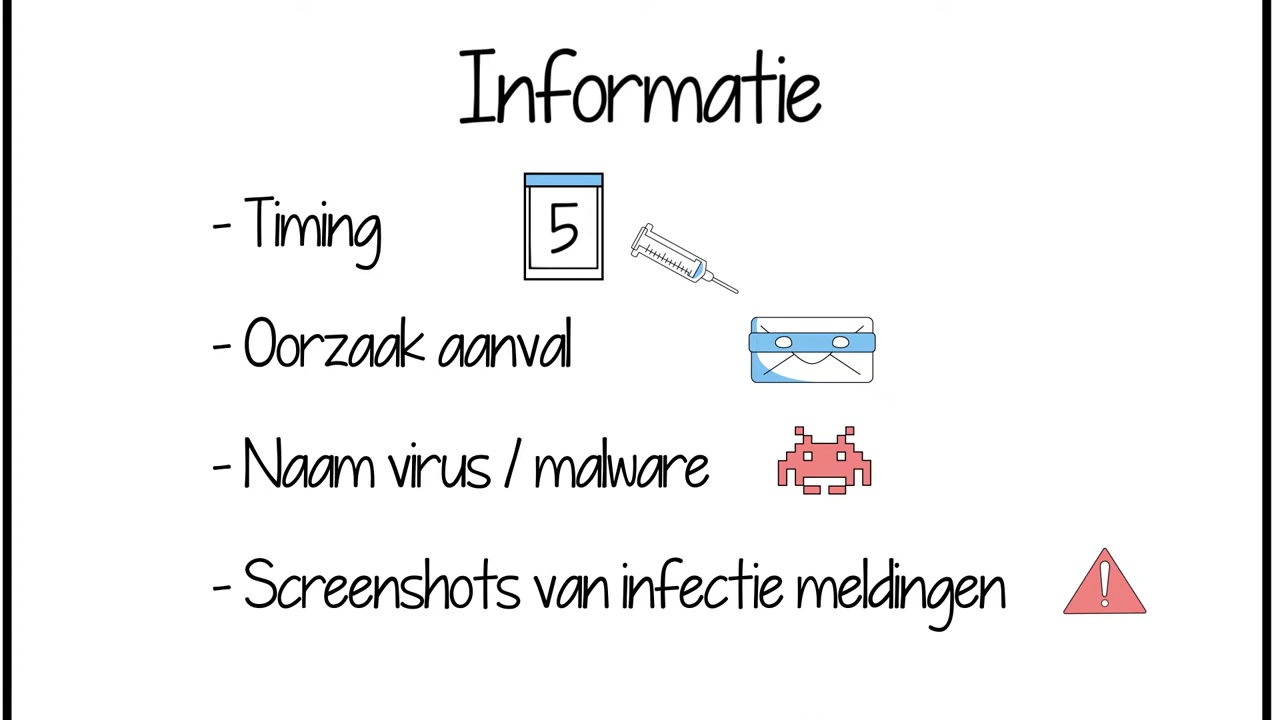 Informatie
- Timing
5
- Oorzaak aanval
- Naam virus / malware
- Screenshots van infectie meldingen
!